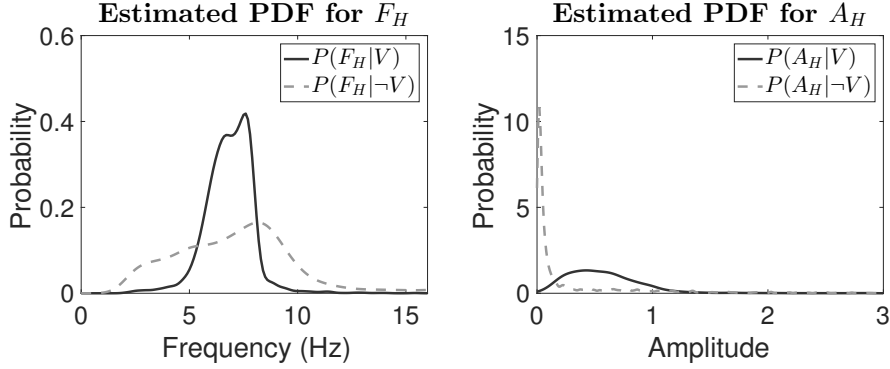 Estimated PDF for F_H
0.6
0.4
0.2
0
Probability
P(F_H|V)
P(F_H|¬V)
0
5
10
15
Frequency (Hz)
Estimated PDF for A_H
15
10
5
0
Probability
P(A_H|V)
P(A_H|¬V)
0
1
2
3
Amplitude